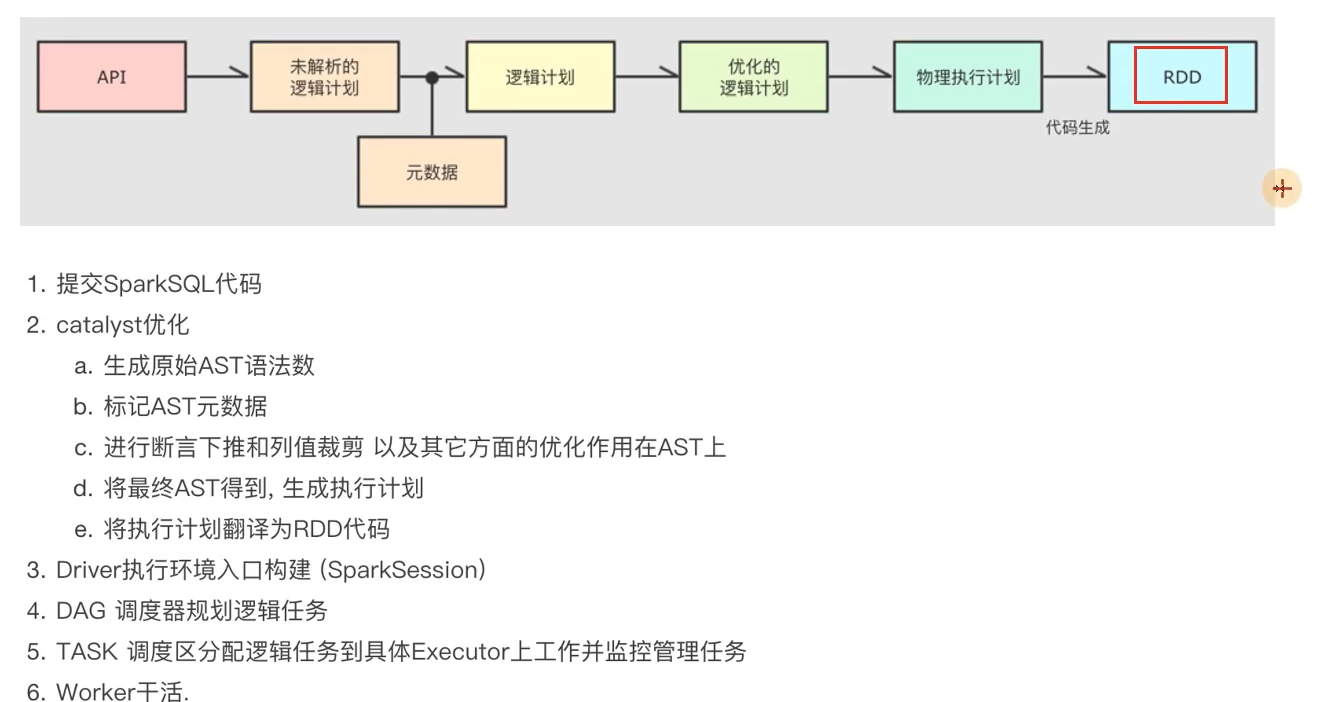 API
未解析的
逻辑计划
逻辑计划
优化的
逻辑计划
物理执行计划
RDD
代码生成
元数据
1. 提交SparkSQL代码
2. catalyst优化
a. 生成原始AST语法数
b. 标记AST元数据
c. 进行断言下推和列值裁剪 以及其它方面的优化作用在AST上
d. 将最终AST得到, 生成执行计划
e. 将执行计划翻译为RDD代码
3. Driver执行环境入口构建 (SparkSession)
4. DAG 调度器规划逻辑任务
5. TASK 调度区分配逻辑任务到具体Executor上工作并监控管理任务
6. Worker干活.